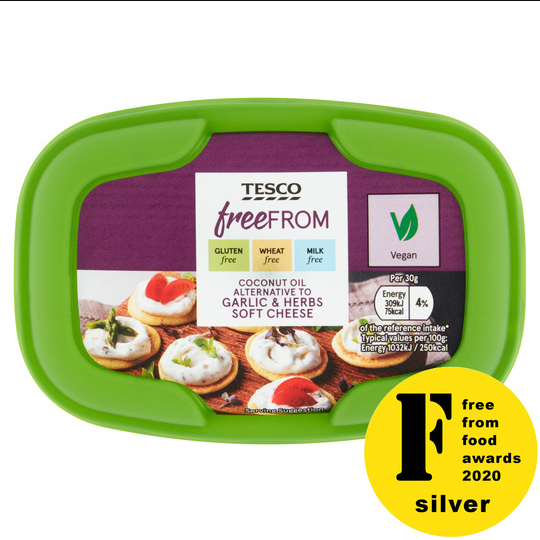 TESCO
freeFROM
GLUTEN free
WHEAT free
MILK free
COCONUT OIL
ALTERNATIVE TO
GARLIC & HERBS
SOFT CHEESE
Vegan
Per 30g
Energy
309kJ
75kcal
4%
of the reference intake*
Typical values per 100g:
Energy 1032kJ / 250kcal
Serving Suggestion
F
free
from
food
awards
2020
silver